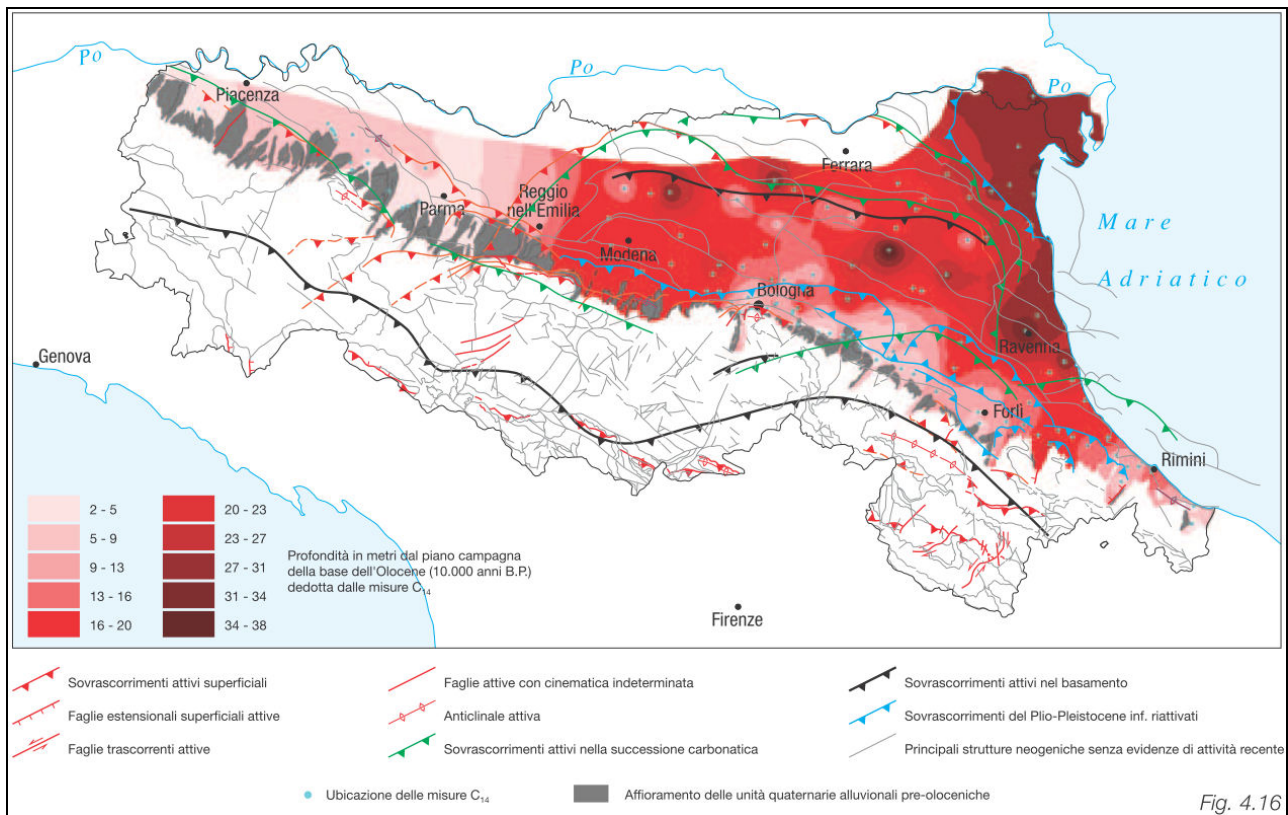 Po
Po
Po
Piacenza
Ferrara
Parma
Reggio
nell'Emilia
Modena
Mare
Adriatico
Bologna
Ravenna
Genova
Forlì
Rimini
Firenze
2 - 5
5 - 9
9 - 13
13 - 16
16 - 20
20 - 23
23 - 27
27 - 31
31 - 34
34 - 38
Profondità in metri dal piano campagna
della base dell'Olocene (10.000 anni B.P.)
dedotta dalle misure C₁₄
Sovrascorrimenti attivi superficiali
Faglie estensionali superficiali attive
Faglie trascorrenti attive
Faglie attive con cinematica indeterminata
Anticlinale attiva
Sovrascorrimenti attivi nella successione carbonatica
Sovrascorrimenti attivi nel basamento
Sovrascorrimenti del Plio-Pleistocene inf. riattivati
Principali strutture neogeniche senza evidenze di attività recente
Ubicazione delle misure C₁₄
Affioramento delle unità quaternarie alluvionali pre-oloceniche
Fig. 4.16